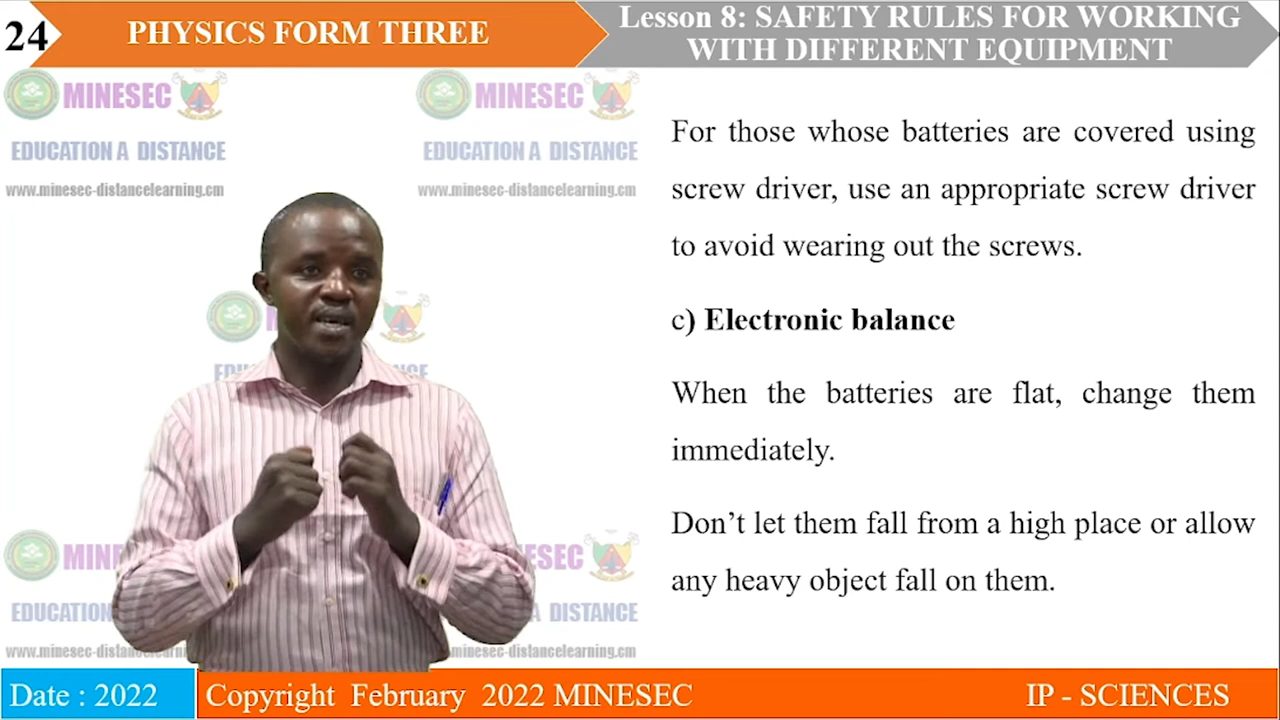 24
PHYSICS FORM THREE
Lesson 8: SAFETY RULES FOR WORKING
WITH DIFFERENT EQUIPMENT
MINESEC
MINESEC
EDUCATION A DISTANCE
EDUCATION A DISTANCE
www.minesec-distancelearning.cm
www.minesec-distancelearning.cm
For those whose batteries are covered using
screw driver, use an appropriate screw driver
to avoid wearing out the screws.
c) Electronic balance
When the batteries are flat, change them
immediately.
Don’t let them fall from a high place or allow
any heavy object fall on them.
Date : 2022
Copyright February 2022 MINESEC
IP - SCIENCES